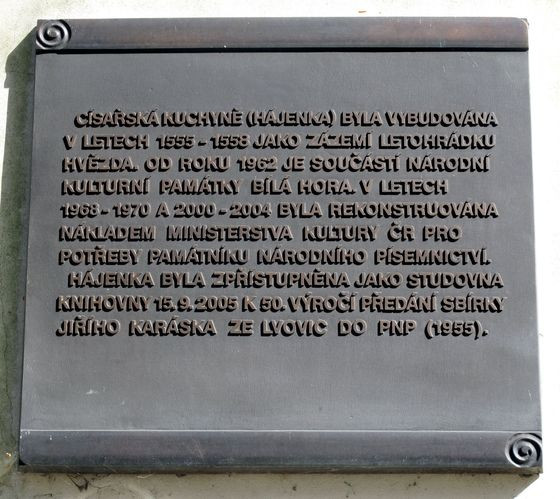 CÍSAŘSKÁ KUCHYNĚ (HÁJENKA) BYLA VYBUDOVÁNA
V LETECH 1555 - 1558 JAKO ZÁZEMÍ LETOHRÁDKU
HVĚZDA. OD ROKU 1962 JE SOUČÁSTÍ NÁRODNÍ
KULTURNÍ PAMÁTKY BÍLÁ HORA. V LETECH
1968 - 1970 A 2000 - 2004 BYLA REKONSTRUOVÁNA
NÁKLADEM MINISTERSTVA KULTURY ČR PRO
POTŘEBY PAMÁTNÍKU NÁRODNÍHO PÍSEMNICTVÍ.
HÁJENKA BYLA ZPŘÍSTUPNĚNA JAKO STUDOVNA
KNIHOVNY 15. 9. 2005 K 50. VÝROČÍ PŘEDÁNÍ SBÍRKY
JIŘÍHO KARÁSKA ZE LVOVIC DO PNP (1955).